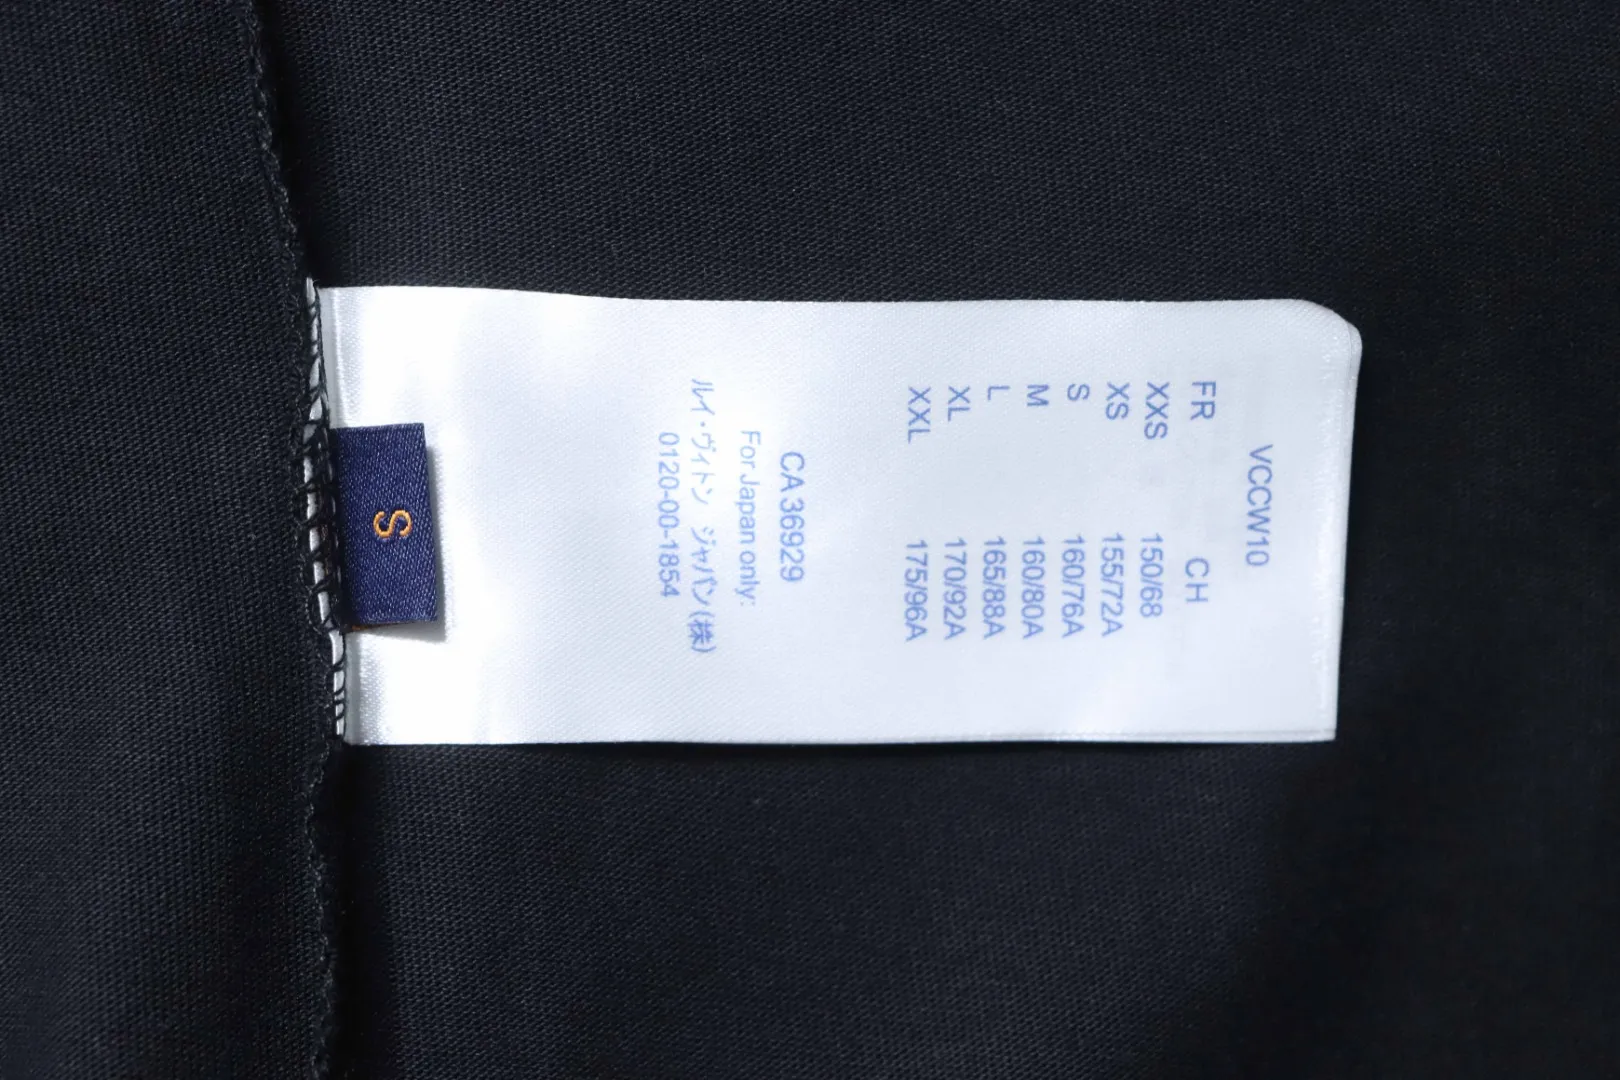 VCCW10
FR CH
XXS 150/68
XS 155/72A
S 160/76A
M 160/80A
L 165/88A
XL 170/92A
XXL 175/96A
CA36929
For Japan only:
ルイ・ヴィトン ジャパン(株)
0120-00-1854
S